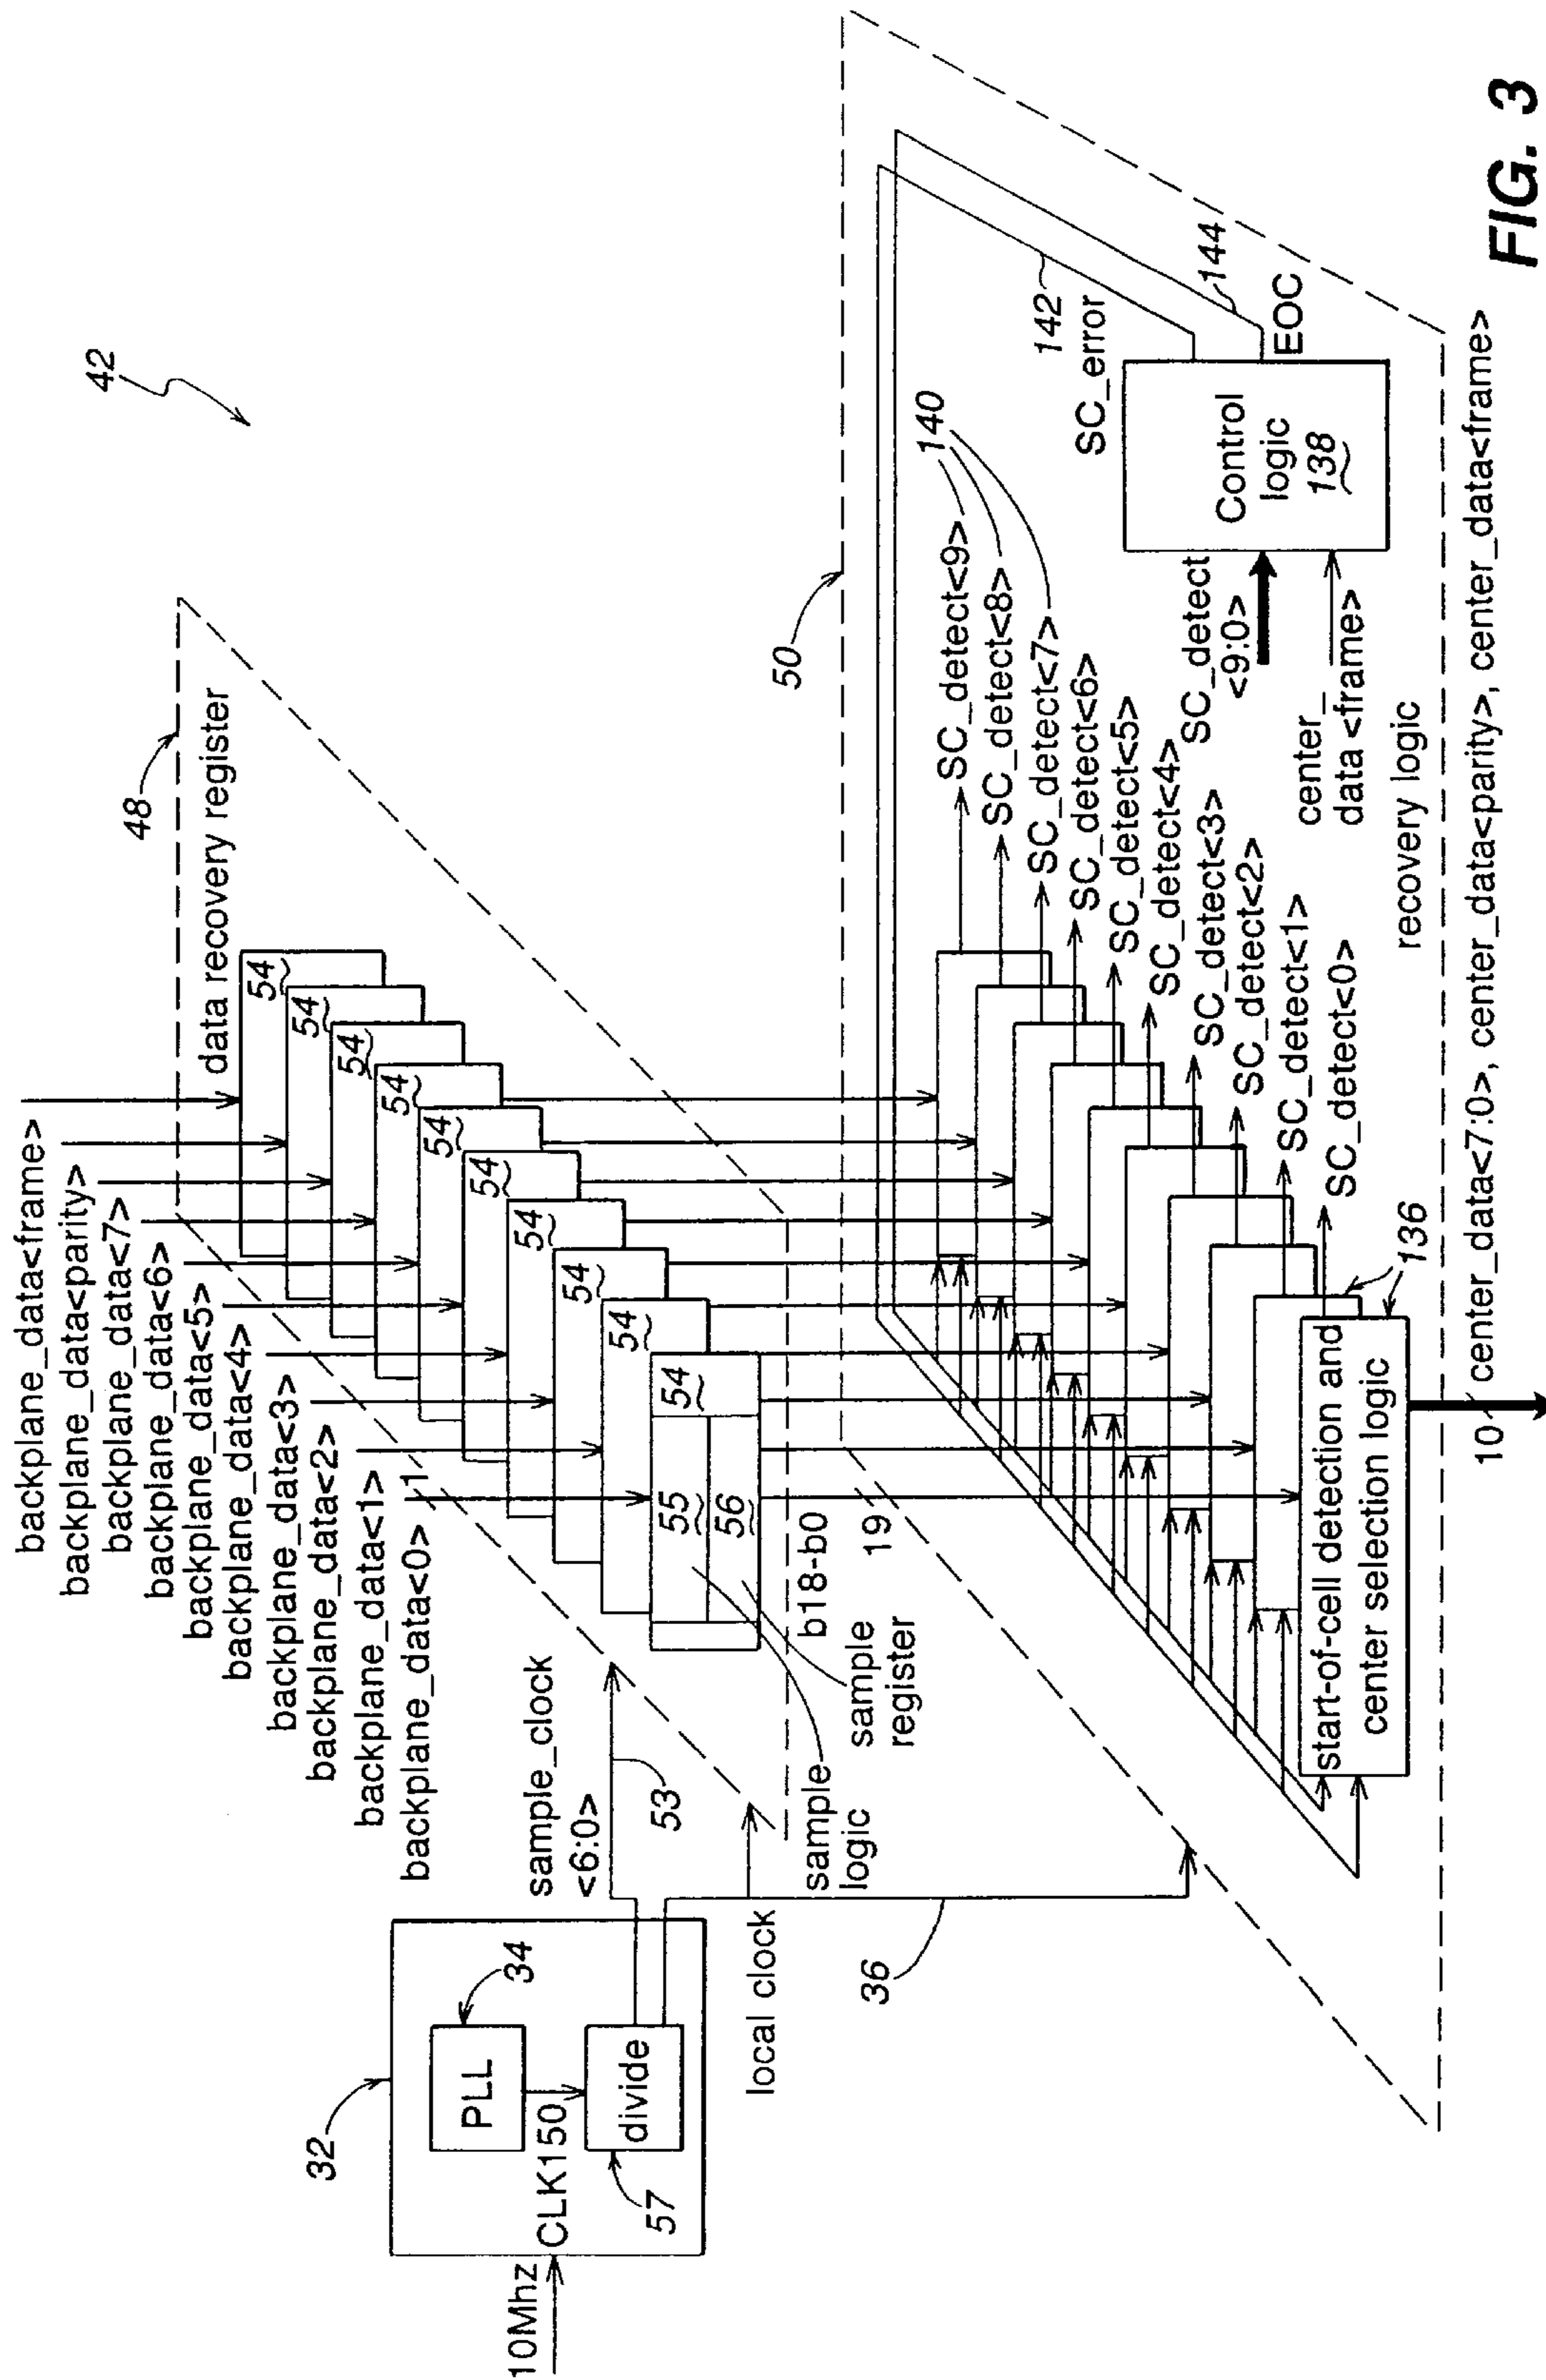 42
48
data recovery register
backplane_data<frame>
backplane_data<parity>
backplane_data<7>
backplane_data<6>
backplane_data<5>
backplane_data<4>
backplane_data<3>
backplane_data<2>
backplane_data<1>
backplane_data<0>
1
54
54
54
54
54
54
54
54
54
54
55
56
b18-b0
19
sample
register
sample
logic
sample_clock
<6:0>
53
32
PLL
34
10Mhz
CLK150
divide
57
local clock
36
50
SC_detect<9>
SC_detect<8>
SC_detect<7>
SC_detect<6>
SC_detect<5>
SC_detect<4>
SC_detect<3>
SC_detect<2>
SC_detect<1>
SC_detect<0>
140
142
SC_error
144
EOC
Control
logic
138
SC_detect
<9:0>
center_
data <frame>
recovery logic
136
start-of-cell detection and
center selection logic
10
center_data<7:0>, center_data<parity>, center_data<frame>
FIG. 3